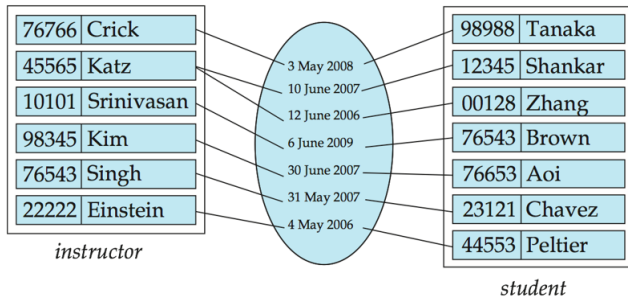 76766 Crick
45565 Katz
10101 Srinivasan
98345 Kim
76543 Singh
22222 Einstein
instructor
3 May 2008
10 June 2007
12 June 2006
6 June 2009
30 June 2007
31 May 2007
4 May 2006
98988 Tanaka
12345 Shankar
00128 Zhang
76543 Brown
76653 Aoi
23121 Chavez
44553 Peltier
student